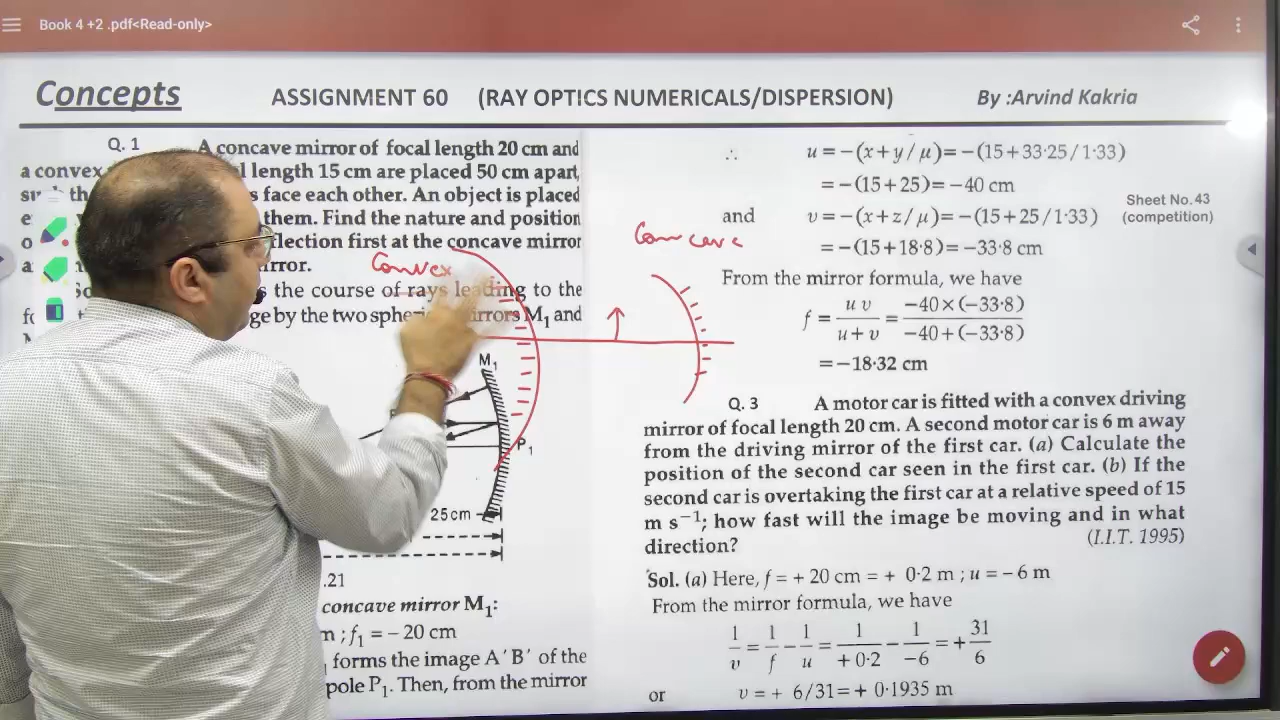 Book 4 +2 .pdf<Read-only>
Concepts ASSIGNMENT 60 (RAY OPTICS NUMERICALS/DISPERSION) By :Arvind Kakria
Q. 1 A concave mirror of focal length 20 cm and
a convex l length 15 cm are placed 50 cm apart,
s face each other. An object is placed
them. Find the nature and position
flection first at the concave mirror
rror.
s the course of rays leading to the
ge by the two spherical mirrors M1 and
Convex
M1
P1
25cm
.21
concave mirror M1:
m ; f1 = − 20 cm
forms the image A′B′ of the
pole P1. Then, from the mirror
Concave
∴ u = −(x+y/μ)= −(15+33·25/1·33)
= −(15+25)= −40 cm
Sheet No.43
(competition)
and v = −(x+z/μ)= −(15+25/1·33)
= −(15+18·8)= −33·8 cm
From the mirror formula, we have
f = u v / u + v = −40×(−33·8) / −40+(−33·8)
= −18·32 cm
Q. 3 A motor car is fitted with a convex driving
mirror of focal length 20 cm. A second motor car is 6 m away
from the driving mirror of the first car. (a) Calculate the
position of the second car seen in the first car. (b) If the
second car is overtaking the first car at a relative speed of 15
m s−1; how fast will the image be moving and in what
direction? (I.I.T. 1995)
Sol. (a) Here, f = + 20 cm = + 0·2 m ; u = − 6 m
From the mirror formula, we have
1/v = 1/f − 1/u = 1/+0·2 − 1/−6 = + 31/6
or v = + 6/31 = + 0·1935 m